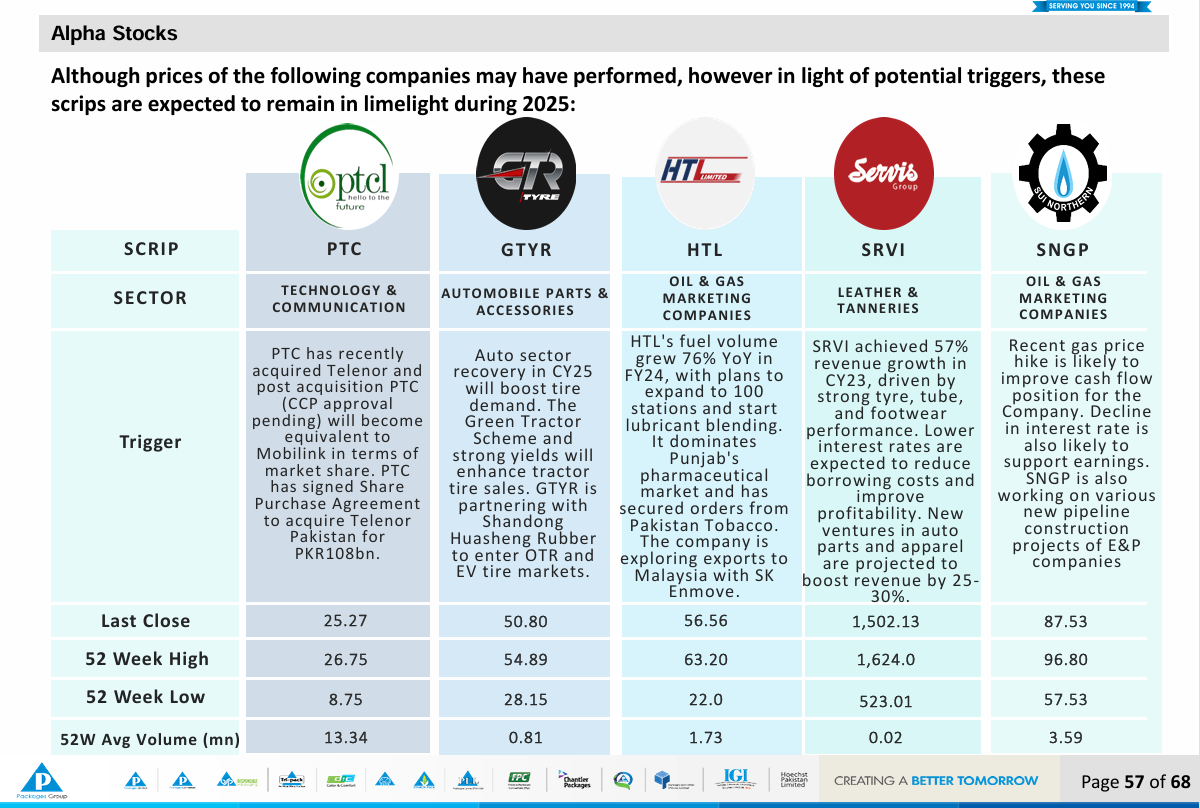 SERVING YOU SINCE 1994
Alpha Stocks
Although prices of the following companies may have performed, however in light of potential triggers, these
scrips are expected to remain in limelight during 2025:
ptcl
hello to the
future
GTR
TYRE
HTL
LIMITED
Servis
Group
SUI NORTHERN
SCRIP
PTC
GTYR
HTL
SRVI
SNGP
SECTOR
TECHNOLOGY &
COMMUNICATION
AUTOMOBILE PARTS &
ACCESSORIES
OIL & GAS
MARKETING
COMPANIES
LEATHER &
TANNERIES
OIL & GAS
MARKETING
COMPANIES
Trigger
PTC has recently
acquired Telenor and
post acquisition PTC
(CCP approval
pending) will become
equivalent to
Mobilink in terms of
market share. PTC
has signed Share
Purchase Agreement
to acquire Telenor
Pakistan for
PKR108bn.
Auto sector
recovery in CY25
will boost tire
demand. The
Green Tractor
Scheme and
strong yields will
enhance tractor
tire sales. GTYR is
partnering with
Shandong
Huasheng Rubber
to enter OTR and
EV tire markets.
HTL's fuel volume
grew 76% YoY in
FY24, with plans to
expand to 100
stations and start
lubricant blending.
It dominates
Punjab's
pharmaceutical
market and has
secured orders from
Pakistan Tobacco.
The company is
exploring exports to
Malaysia with SK
Enmove.
SRVI achieved 57%
revenue growth in
CY23, driven by
strong tyre, tube,
and footwear
performance. Lower
interest rates are
expected to reduce
borrowing costs and
improve
profitability. New
ventures in auto
parts and apparel
are projected to
boost revenue by 25-
30%.
Recent gas price
hike is likely to
improve cash flow
position for the
Company. Decline
in interest rate is
also likely to
support earnings.
SNGP is also
working on various
new pipeline
construction
projects of E&P
companies
Last Close
25.27
50.80
56.56
1,502.13
87.53
52 Week High
26.75
54.89
63.20
1,624.0
96.80
52 Week Low
8.75
28.15
22.0
523.01
57.53
52W Avg Volume (mn)
13.34
0.81
1.73
0.02
3.59
Packages Group
Tri-pack
dic
FPC
Chantler
Packages
IGI
Hoechst
Pakistan
Limited
CREATING A BETTER TOMORROW
Page 57 of 68